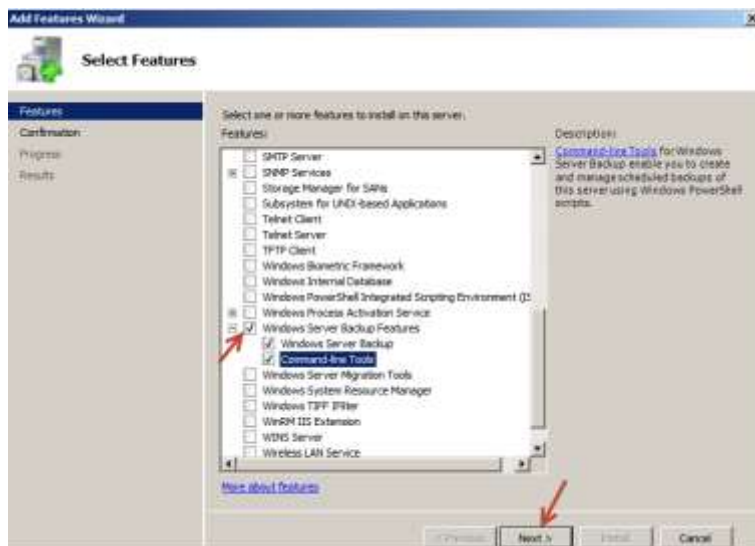 Add Features Wizard
Select Features
Features
Confirmation
Progress
Results
Select one or more features to install on this server.
Features:
SMTP Server
SNMP Services
Storage Manager for SANs
Subsystem for UNIX-based Applications
Telnet Client
Telnet Server
TFTP Client
Windows Biometric Framework
Windows Internal Database
Windows PowerShell Integrated Scripting Environment (IS
Windows Process Activation Service
Windows Server Backup Features
Windows Server Backup
Command-line Tools
Windows Server Migration Tools
Windows System Resource Manager
Windows TIFF IFilter
WinRM IIS Extension
WINS Server
Wireless LAN Service
More about features
Description:
Command-line Tools for Windows
Server Backup enable you to create
and manage scheduled backups of
this server using Windows PowerShell
scripts.
< Previous
Next >
Install
Cancel